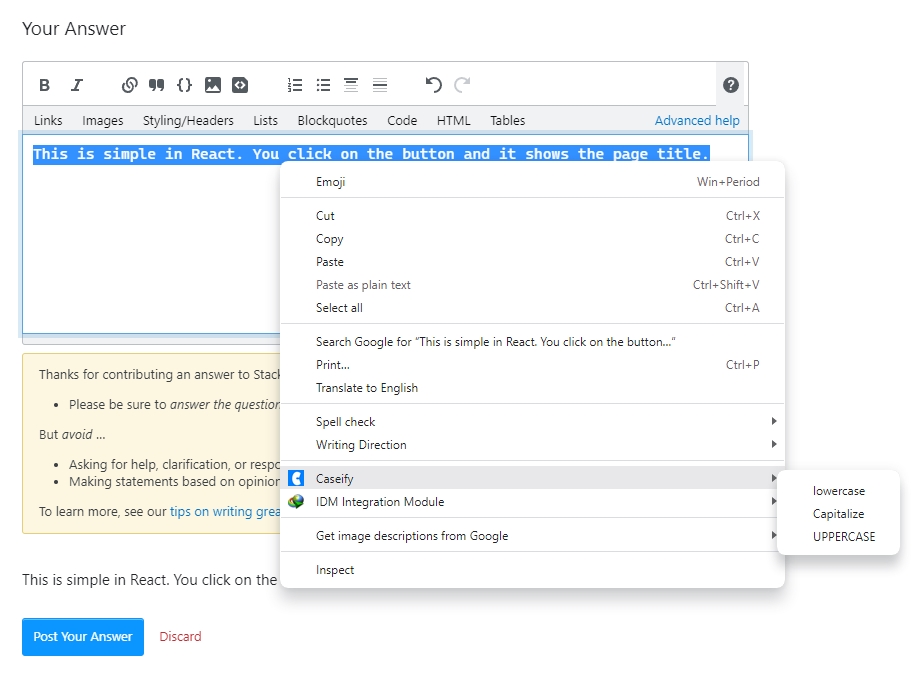 Your Answer
B I
Links Images Styling/Headers Lists Blockquotes Code HTML Tables Advanced help
This is simple in React. You click on the button and it shows the page title.
Emoji Win+Period
Cut Ctrl+X
Copy Ctrl+C
Paste Ctrl+V
Paste as plain text Ctrl+Shift+V
Select all Ctrl+A
Search Google for “This is simple in React. You click on the button...”
Print... Ctrl+P
Translate to English
Spell check
Writing Direction
Caseify
IDM Integration Module
Get image descriptions from Google
Inspect
lowercase
Capitalize
UPPERCASE
Thanks for contributing an answer to Stack
• Please be sure to answer the question
But avoid …
• Asking for help, clarification, or
• Making statements based on opinion
To learn more, see our tips on writing
This is simple in React. You click on the
Post Your Answer Discard